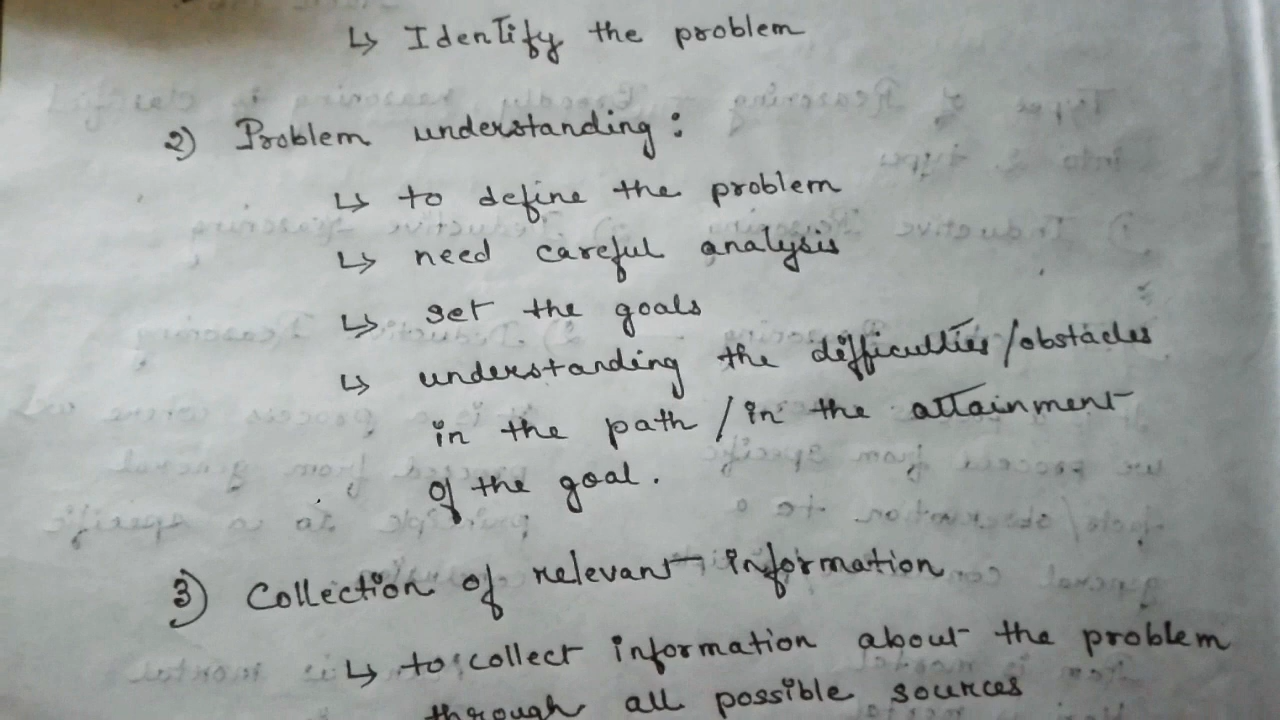 ↳ Identify the problem
2) Problem understanding :
↳ to define the problem
↳ need careful analysis
↳ set the goals
↳ understanding the difficulties/obstacles
in the path / in the attainment
of the goal.
3) Collection of relevant information
↳ to collect information about the problem
through all possible sources